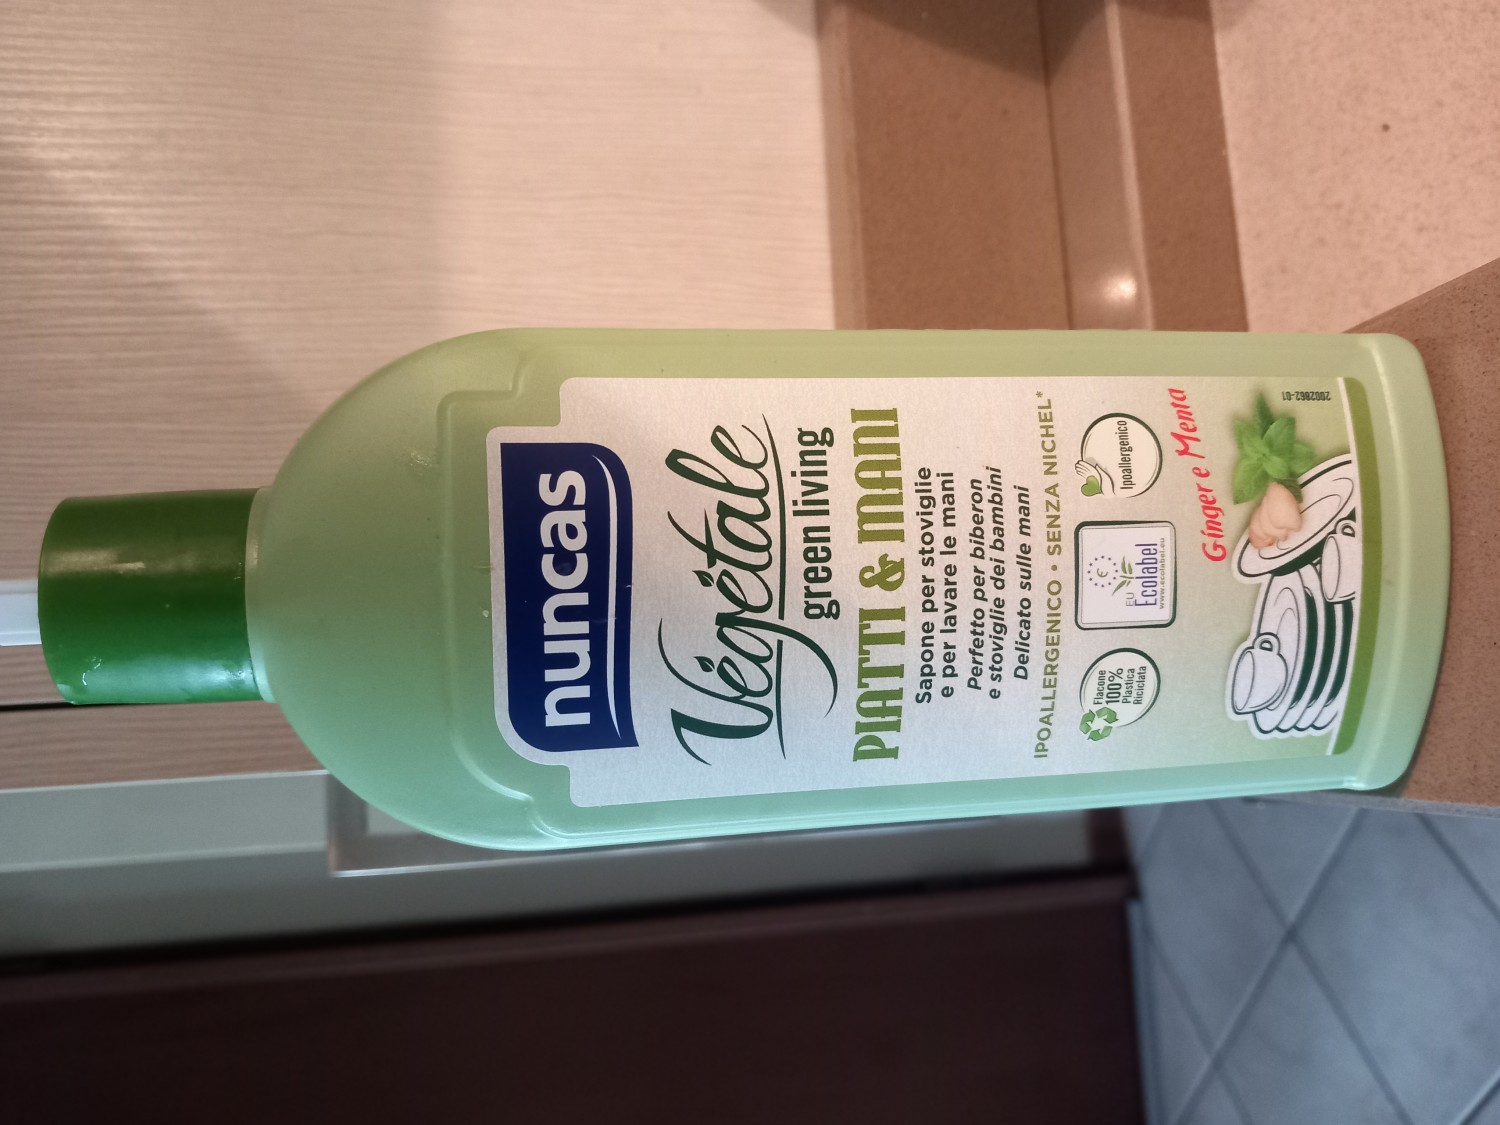 nuncas
Végétale
green living
PIATTI & MANI
Sapone per stoviglie
e per lavare le mani
Perfetto per biberon
e stoviglie dei bambini
Delicato sulle mani
IPOALLERGENICO • SENZA NICHEL*
Flacone
100%
Plastica
Riciclata
EU
Ecolabel
www.ecolabel.eu
Ipoallergenico
Ginger e Menta
2002862-01